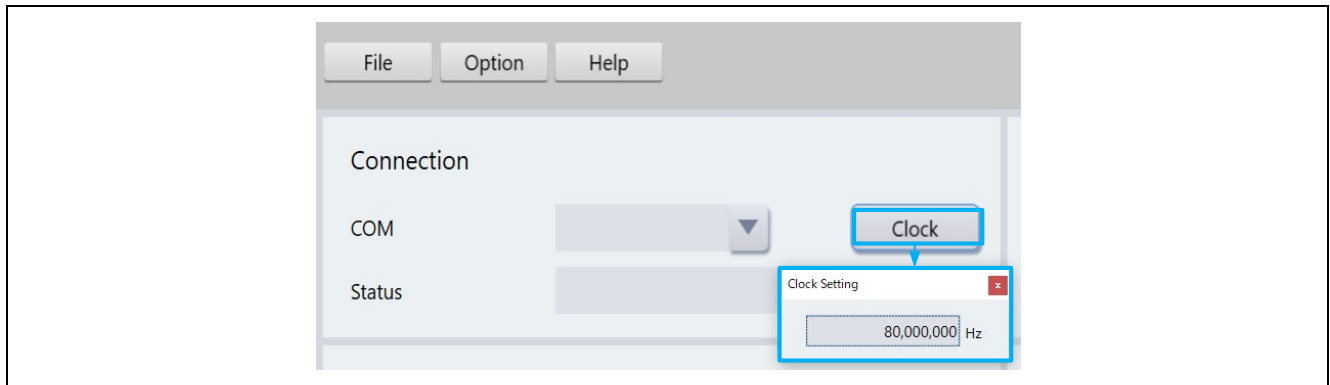 File Option Help
Connection
COM
Clock
Status
Clock Setting
x
80,000,000 Hz